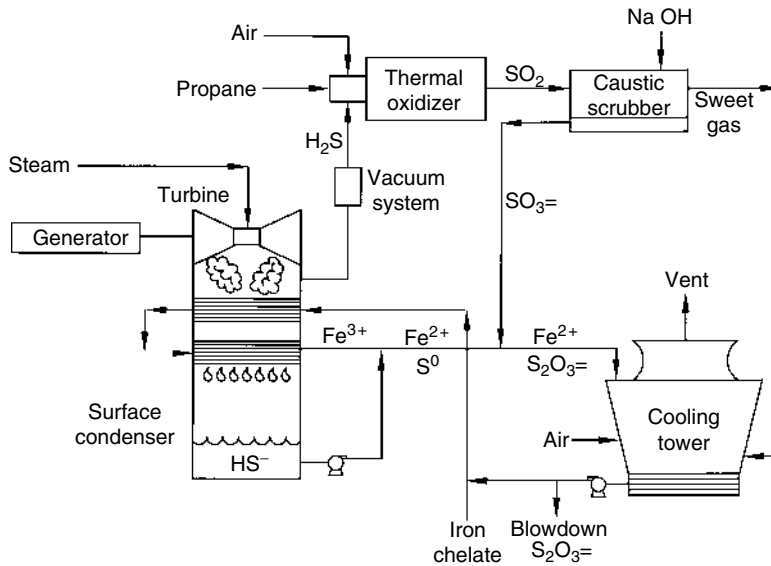 Na OH
Air
Propane
Thermal
oxidizer
SO₂
Caustic
scrubber
Sweet
gas
H₂S
Steam
Turbine
Vacuum
system
SO₃=
Generator
Vent
Fe³⁺
Fe²⁺
Fe²⁺
S⁰
S₂O₃=
Surface
condenser
Cooling
tower
Air
HS⁻
Iron
chelate
Blowdown
S₂O₃=